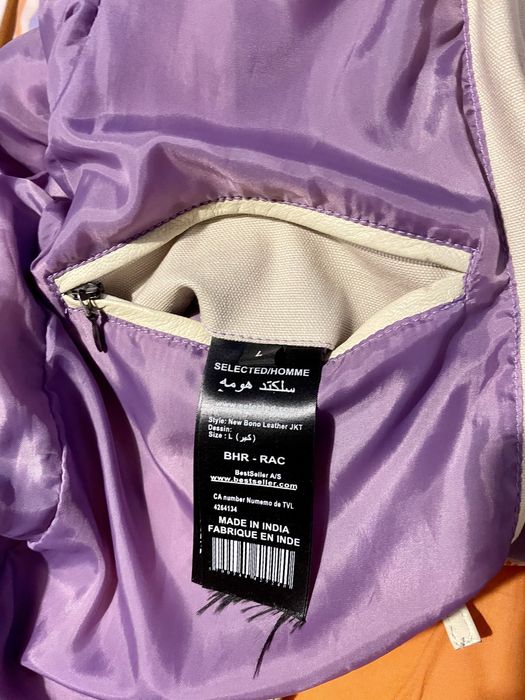 SELECTED/HOMME
سلكتد هومه
Style: New Bono Leather JKT
Dessin:
Size : L (كبر)
BHR - RAC
BestSeller A/S
www.bestseller.com
CA number Numemo de TVL
4264134
MADE IN INDIA
FABRIQUE EN INDE